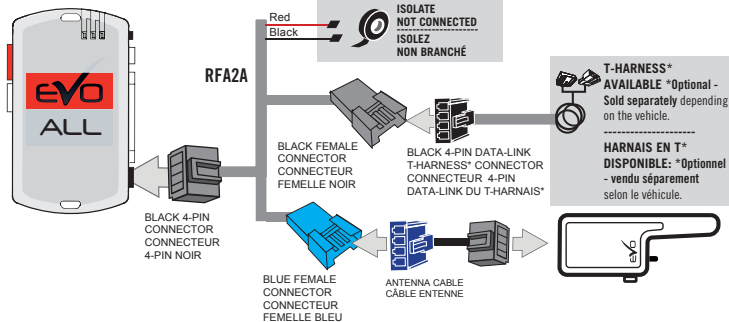 Red
Black
ISOLATE
NOT CONNECTED
ISOLEZ
NON BRANCHÉ
RFA2A
EVO
ALL
BLACK 4-PIN
CONNECTOR
CONNECTEUR
4-PIN NOIR
BLACK FEMALE
CONNECTOR
CONNECTEUR
FEMELLE NOIR
BLACK 4-PIN DATA-LINK
T-HARNESS* CONNECTOR
CONNECTEUR 4-PIN
DATA-LINK DU T-HARNAIS*
T-HARNESS*
AVAILABLE *Optional -
Sold separately depending
on the vehicle.
---------------------
HARNAIS EN T*
DISPONIBLE: *Optionnel
- vendu séparement
selon le véhicule.
BLUE FEMALE
CONNECTOR
CONNECTEUR
FEMELLE BLEU
ANTENNA CABLE
CÂBLE ENTENNE
EVO